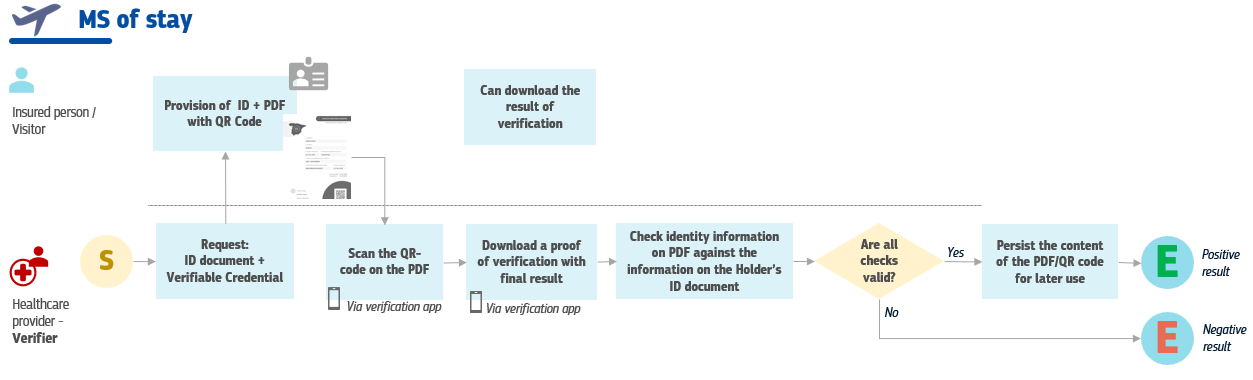 MS of stay
Insured person /
Visitor
Provision of ID + PDF
with QR Code
Can download the
result of
verification
Healthcare
provider -
Verifier
S
Request:
ID document +
Verifiable Credential
Scan the QR-
code on the PDF
Via verification app
Download a proof
of verification with
final result
Via verification app
Check identity information
on PDF against the
information on the Holder's
ID document
Are all
checks
valid?
Yes
No
Persist the content
of the PDF/QR code
for later use
E
Positive
result
E
Negative
result